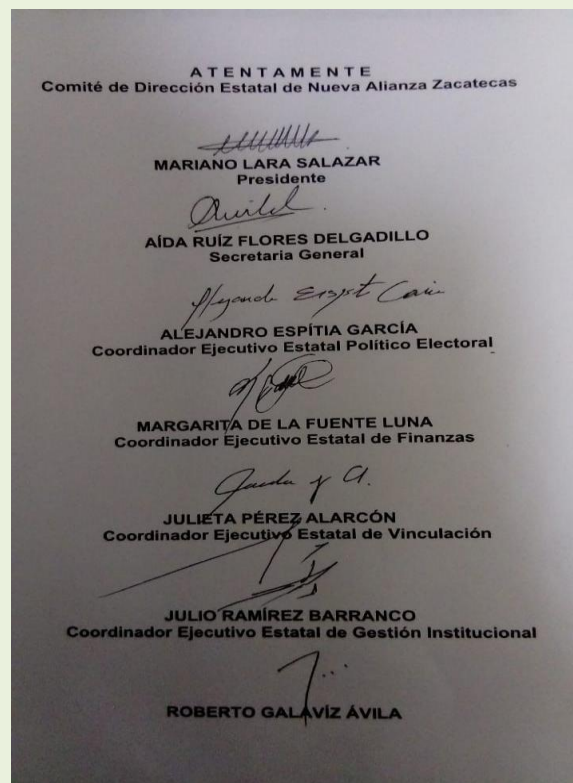 A T E N T A M E N T E
Comité de Dirección Estatal de Nueva Alianza Zacatecas
MARIANO LARA SALAZAR
Presidente
AÍDA RUÍZ FLORES DELGADILLO
Secretaria General
ALEJANDRO ESPÍTIA GARCÍA
Coordinador Ejecutivo Estatal Político Electoral
MARGARITA DE LA FUENTE LUNA
Coordinador Ejecutivo Estatal de Finanzas
JULIETA PÉREZ ALARCÓN
Coordinador Ejecutivo Estatal de Vinculación
JULIO RAMÍREZ BARRANCO
Coordinador Ejecutivo Estatal de Gestión Institucional
ROBERTO GALAVÍZ ÁVILA